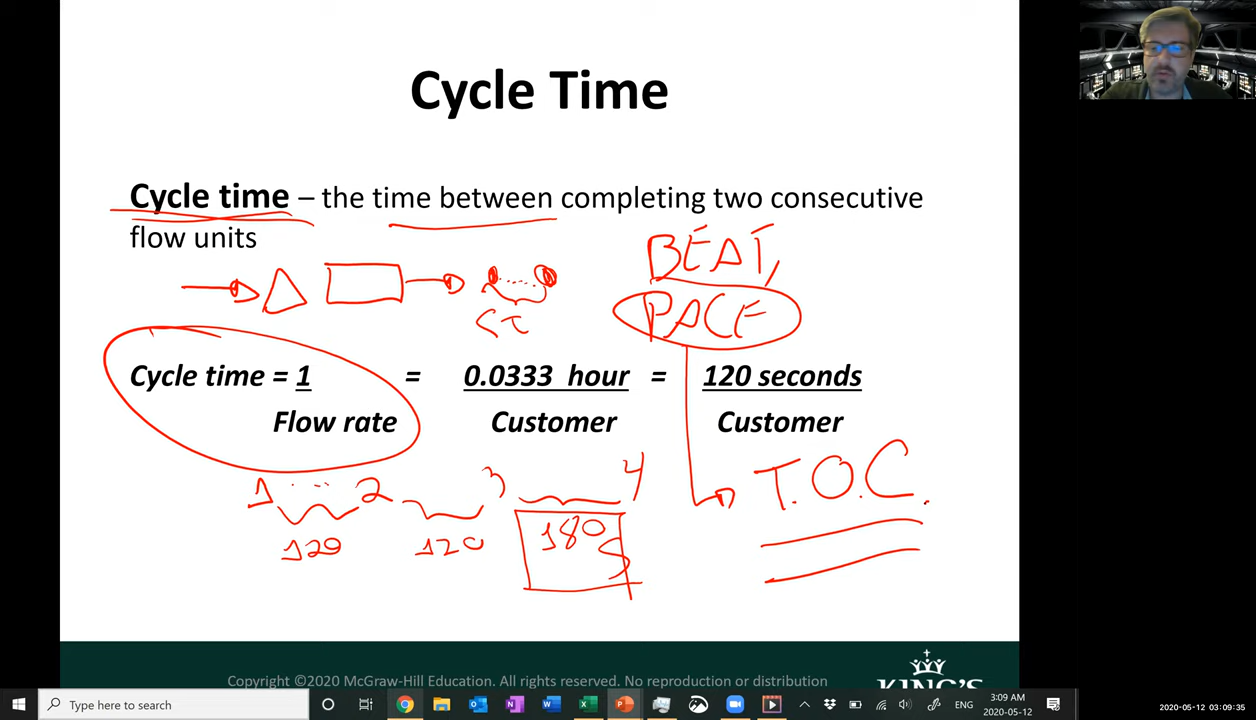 Cycle Time
Cycle time – the time between completing two consecutive
flow units
BEAT,
PACE
CT
Cycle time = 1 = 0.0333 hour = 120 seconds
Flow rate Customer Customer
1 2 3 4
120 120 180 S
T.O.C.
Copyright ©2020 McGraw-Hill Education. All rights reserved. No reproduction or distribution
KING'S
Type here to search
ENG
3:09 AM
2020-05-12
2020-05-12 03:09:35